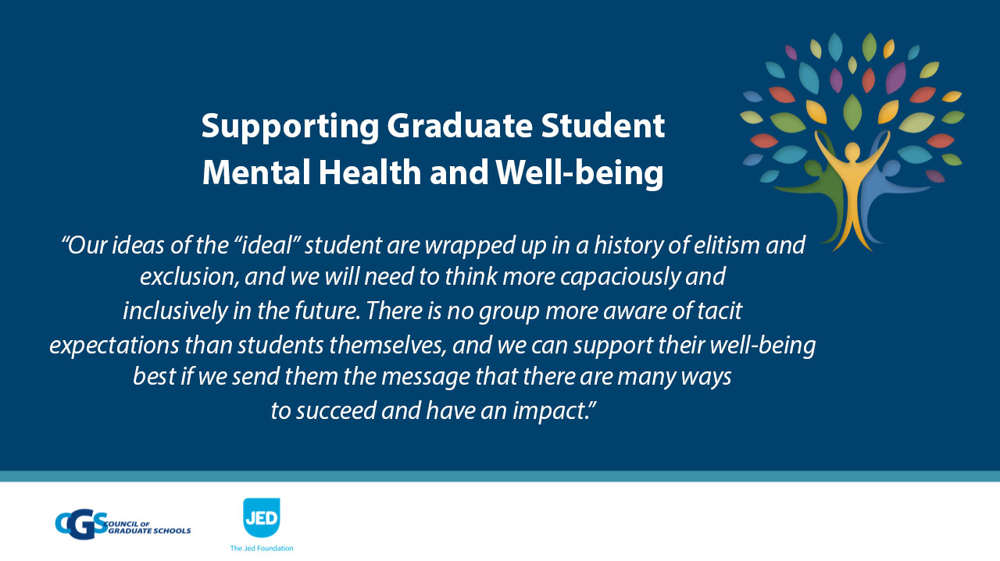 Supporting Graduate Student
Mental Health and Well-being
“Our ideas of the “ideal” student are wrapped up in a history of elitism and
exclusion, and we will need to think more capaciously and
inclusively in the future. There is no group more aware of tacit
expectations than students themselves, and we can support their well-being
best if we send them the message that there are many ways
to succeed and have an impact.”
CGS COUNCIL OF
GRADUATE SCHOOLS
JED
The Jed Foundation